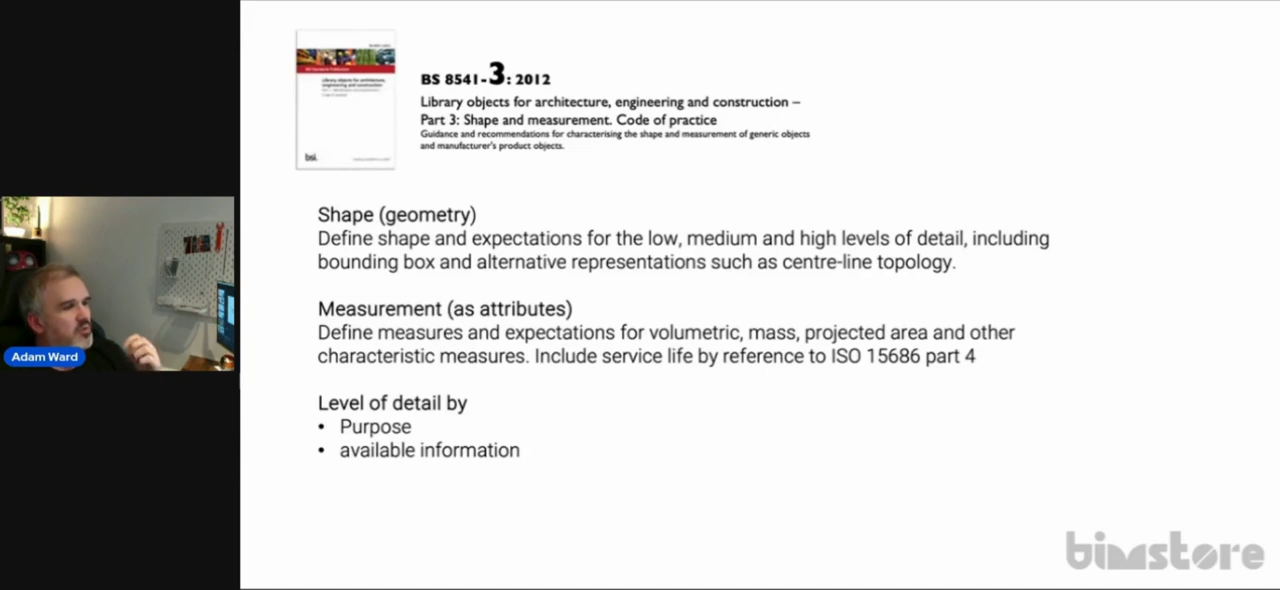 BS 8541-3: 2012
Library objects for architecture, engineering and construction –
Part 3: Shape and measurement. Code of practice
Guidance and recommendations for characterising the shape and measurement of generic objects
and manufacturer's product objects.
bsi.
Shape (geometry)
Define shape and expectations for the low, medium and high levels of detail, including
bounding box and alternative representations such as centre-line topology.
Measurement (as attributes)
Define measures and expectations for volumetric, mass, projected area and other
characteristic measures. Include service life by reference to ISO 15686 part 4
Level of detail by
• Purpose
• available information
Adam Ward
bimstore